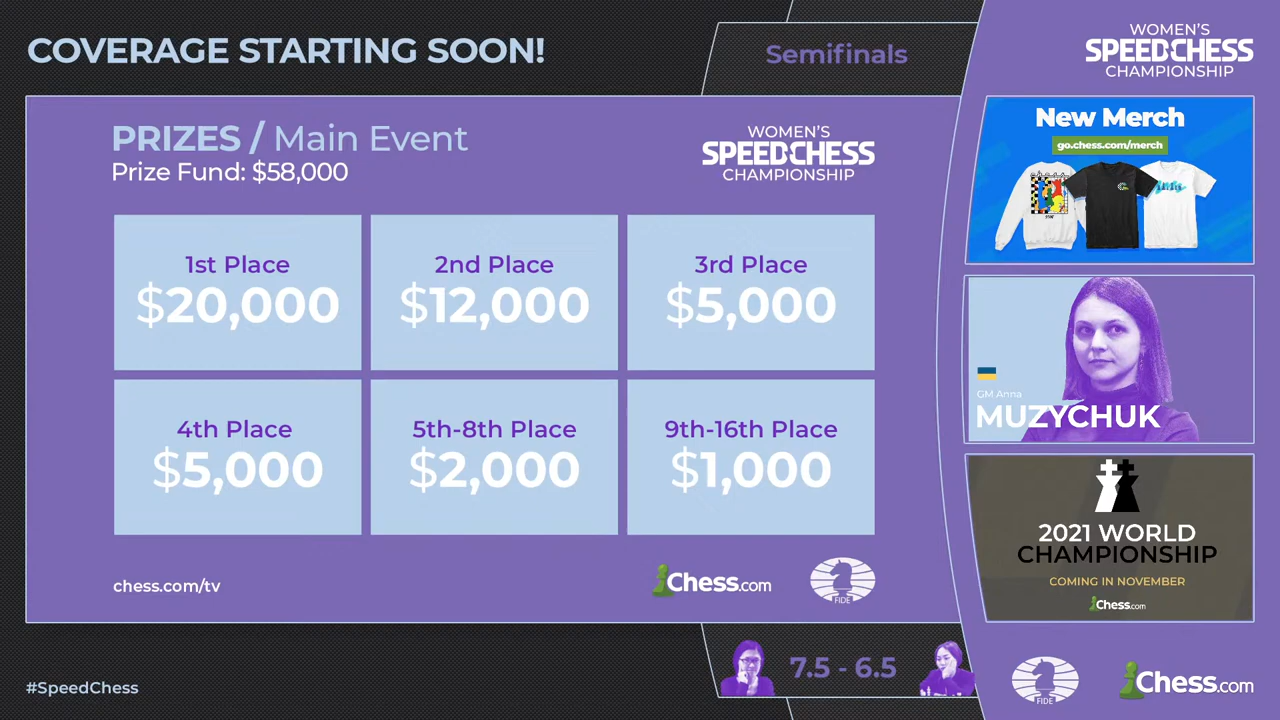 COVERAGE STARTING SOON!
Semifinals
WOMEN'S
SPEEDCHESS
CHAMPIONSHIP
PRIZES / Main Event
Prize Fund: $58,000
WOMEN'S
SPEEDCHESS
CHAMPIONSHIP
1st Place
$20,000
2nd Place
$12,000
3rd Place
$5,000
4th Place
$5,000
5th-8th Place
$2,000
9th-16th Place
$1,000
chess.com/tv
Chess.com
FIDE
New Merch
go.chess.com/merch
GM Anna
MUZYCHUK
2021 WORLD
CHAMPIONSHIP
COMING IN NOVEMBER
Chess.com
#SpeedChess
7.5 - 6.5
FIDE
Chess.com